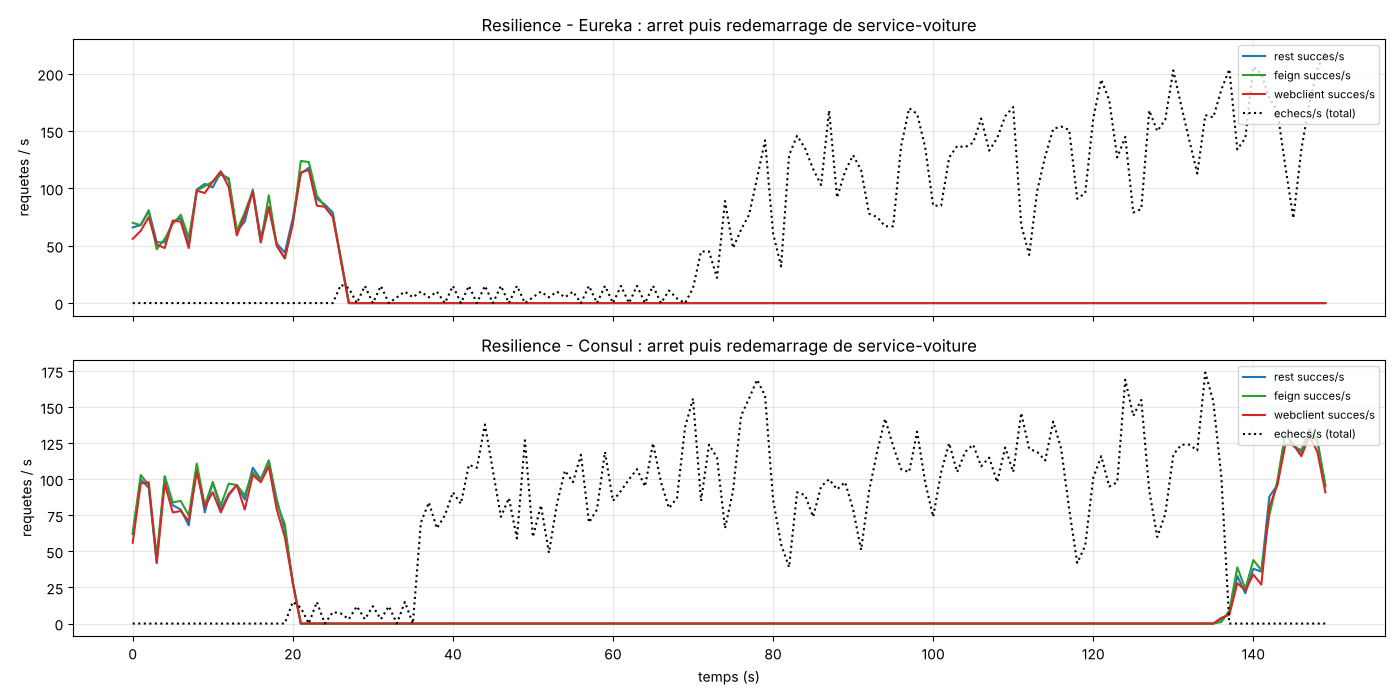 Resilience - Eureka : arret puis redemarrage de service-voiture
requetes / s
200
150
100
50
0
rest succes/s
feign succes/s
webclient succes/s
echecs/s (total)
Resilience - Consul : arret puis redemarrage de service-voiture
requetes / s
175
150
125
100
75
50
25
0
rest succes/s
feign succes/s
webclient succes/s
echecs/s (total)
0 20 40 60 80 100 120 140
temps (s)